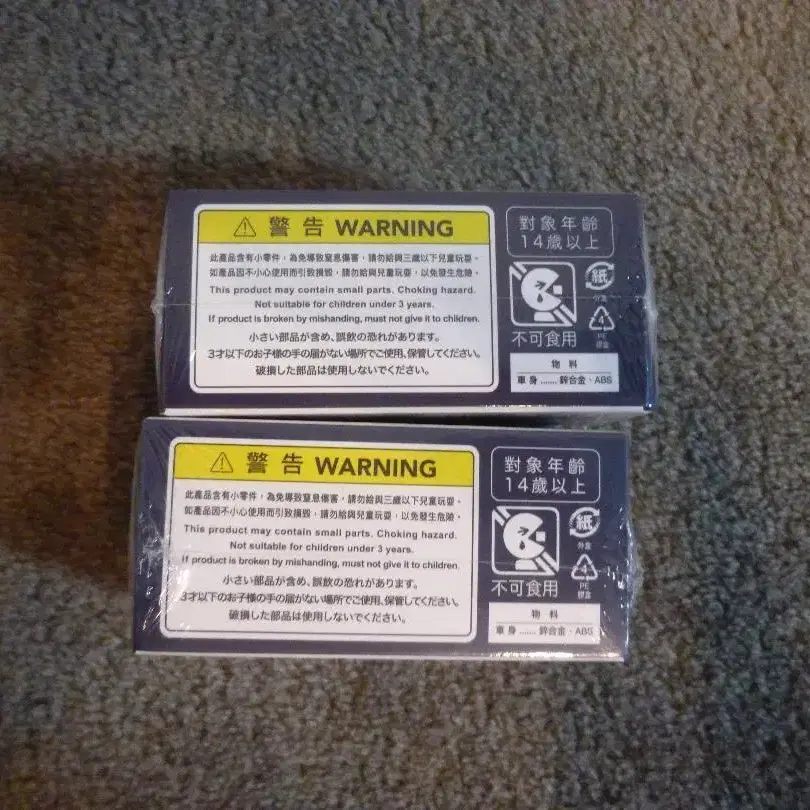 警告 WARNING
此產品含有小零件，為免導致窒息傷害，請勿給與三歲以下兒童玩耍。
如產品因不小心使用而引致損毀，請勿給與兒童玩耍，以免發生危險。
This product may contain small parts. Choking hazard.
Not suitable for children under 3 years.
If product is broken by mishanding, must not give it to children.
小さい部品が含め、誤飲の恐れがあります。
3才以下のお子様の手の届がない場所でご使用、保管してください。
破損した部品は使用しないでください。
對象年齡
14歲以上
不可食用
紙
外盒
4
PE
膠盒
物料
車身 ....... 鋅合金・ABS
警告 WARNING
此產品含有小零件，為免導致窒息傷害，請勿給與三歲以下兒童玩耍。
如產品因不小心使用而引致損毀，請勿給與兒童玩耍，以免發生危險。
This product may contain small parts. Choking hazard.
Not suitable for children under 3 years.
If product is broken by mishanding, must not give it to children.
小さい部品が含め、誤飲の恐れがあります。
3才以下のお子様の手の届がない場所でご使用、保管してください。
破損した部品は使用しないでください。
對象年齡
14歲以上
不可食用
紙
外盒
4
PE
膠盒
物料
車身 ....... 鋅合金・ABS